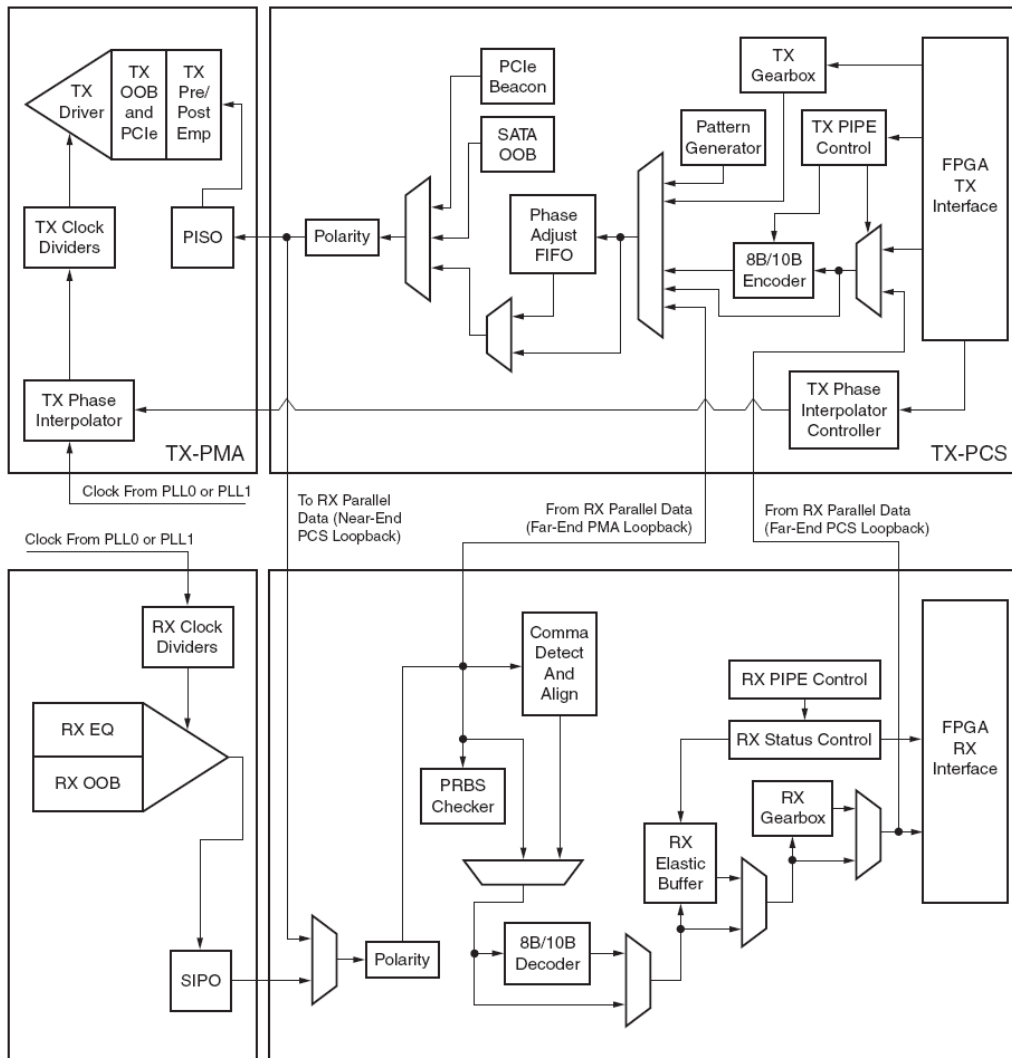 TX
Driver
TX
OOB
and
PCIe
TX
Pre/
Post
Emp
TX Clock
Dividers
PISO
TX Phase
Interpolator
TX-PMA
Clock From PLL0 or PLL1
PCIe
Beacon
SATA
OOB
Polarity
Phase
Adjust
FIFO
Pattern
Generator
TX
Gearbox
TX PIPE
Control
8B/10B
Encoder
FPGA
TX
Interface
TX Phase
Interpolator
Controller
TX-PCS
To RX Parallel
Data (Near-End
PCS Loopback)
From RX Parallel Data
(Far-End PMA Loopback)
From RX Parallel Data
(Far-End PCS Loopback)
Clock From PLL0 or PLL1
RX Clock
Dividers
RX EQ
RX OOB
SIPO
Polarity
Comma
Detect
And
Align
PRBS
Checker
8B/10B
Decoder
RX PIPE Control
RX Status Control
RX
Elastic
Buffer
RX
Gearbox
FPGA
RX
Interface